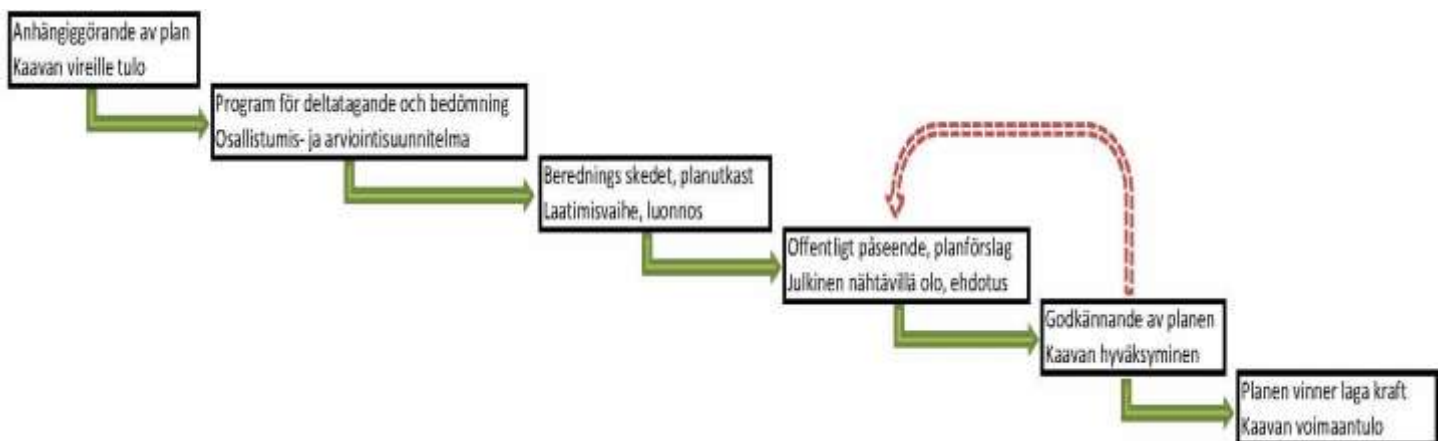 Anhängiggörande av plan
Kaavan vireille tulo
Program för deltatagande och bedömning
Osallistumis- ja arviointisuunnitelma
Berednings skedet, planutkast
Laatimisvaihe, luonnos
Offentligt påseende, planförslag
Julkinen nähtävillä olo, ehdotus
Godkännande av planen
Kaavan hyväksyminen
Planen vinner laga kraft
Kaavan voimaantulo